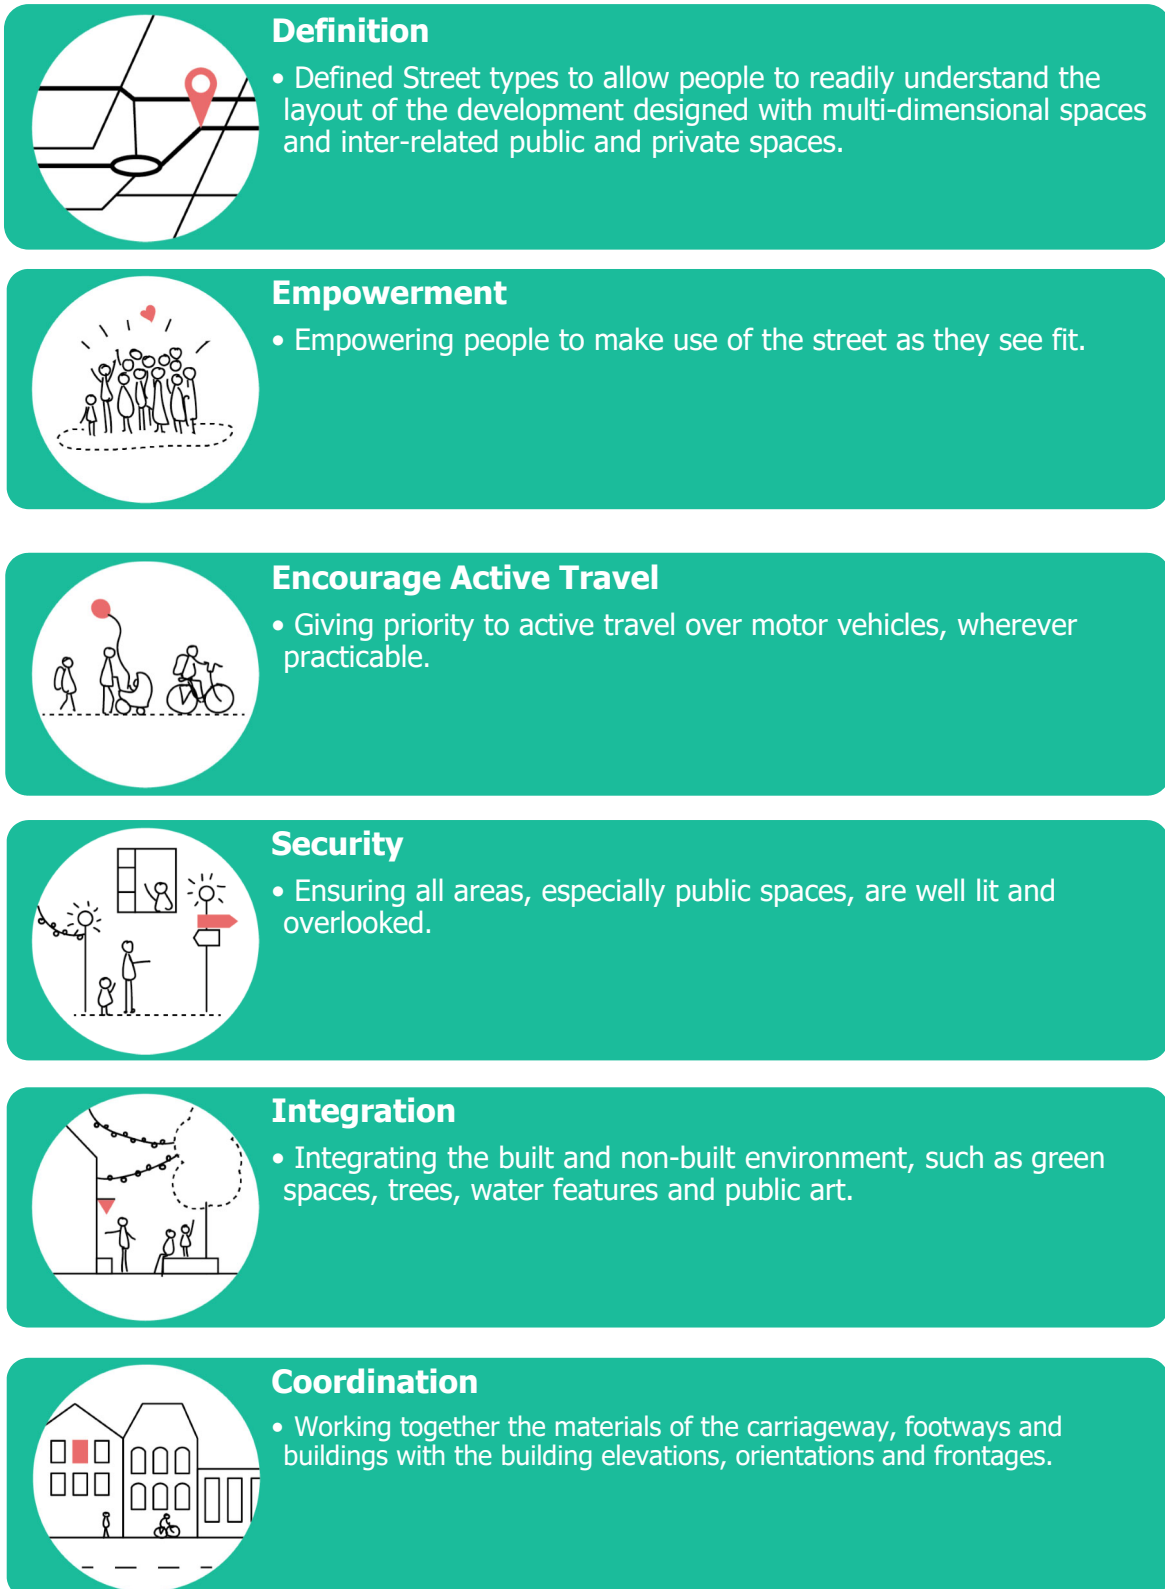 Definition
• Defined Street types to allow people to readily understand the
layout of the development designed with multi-dimensional spaces
and inter-related public and private spaces.
Empowerment
• Empowering people to make use of the street as they see fit.
Encourage Active Travel
• Giving priority to active travel over motor vehicles, wherever
practicable.
Security
• Ensuring all areas, especially public spaces, are well lit and
overlooked.
Integration
• Integrating the built and non-built environment, such as green
spaces, trees, water features and public art.
Coordination
• Working together the materials of the carriageway, footways and
buildings with the building elevations, orientations and frontages.